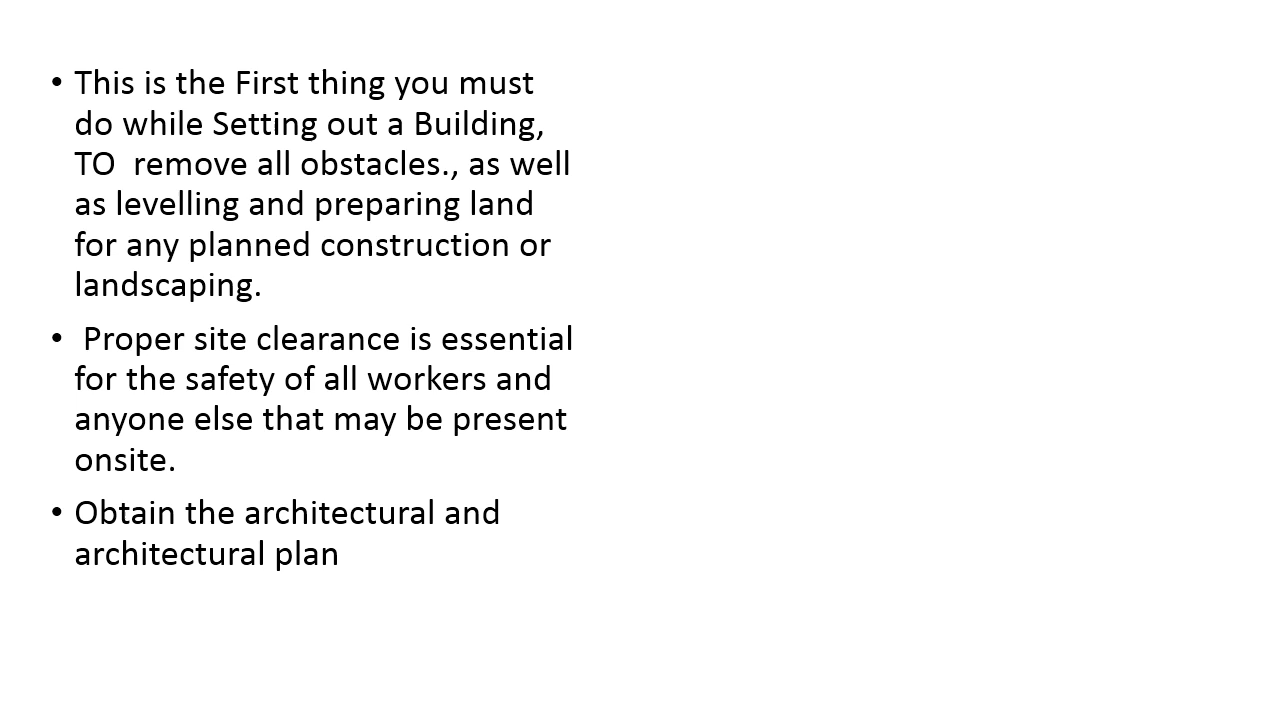 • This is the First thing you must
do while Setting out a Building,
TO  remove all obstacles., as well
as levelling and preparing land
for any planned construction or
landscaping.
•  Proper site clearance is essential
for the safety of all workers and
anyone else that may be present
onsite.
• Obtain the architectural and
architectural plan